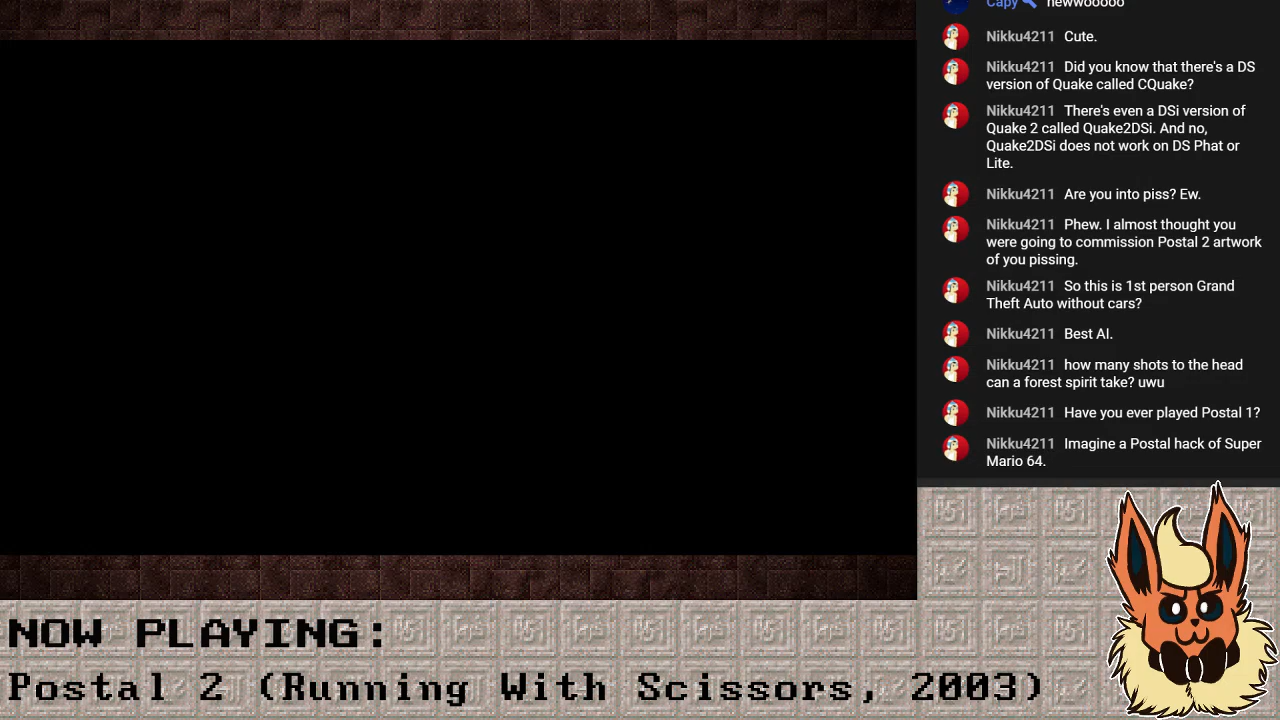 Capy newwooooo
Nikku4211 Cute.
Nikku4211 Did you know that there's a DS
version of Quake called CQuake?
Nikku4211 There's even a DSi version of
Quake 2 called Quake2DSi. And no,
Quake2DSi does not work on DS Phat or
Lite.
Nikku4211 Are you into piss? Ew.
Nikku4211 Phew. I almost thought you
were going to commission Postal 2 artwork
of you pissing.
Nikku4211 So this is 1st person Grand
Theft Auto without cars?
Nikku4211 Best AI.
Nikku4211 how many shots to the head
can a forest spirit take? uwu
Nikku4211 Have you ever played Postal 1?
Nikku4211 Imagine a Postal hack of Super
Mario 64.
NOW PLAYING:
Postal 2 (Running With Scissors, 2003)